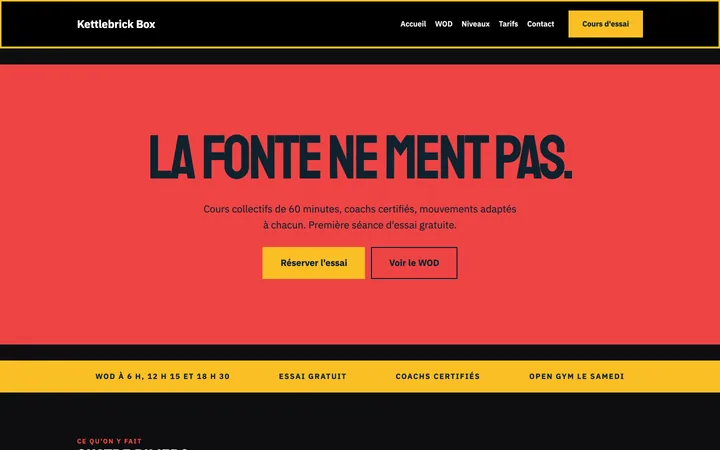 Kettlebrick Box
Accueil WOD Niveaux Tarifs Contact Cours d'essai
LA FONTE NE MENT PAS.
Cours collectifs de 60 minutes, coachs certifiés, mouvements adaptés
à chacun. Première séance d'essai gratuite.
Réserver l'essai Voir le WOD
WOD À 6 H, 12 H 15 ET 18 H 30 ESSAI GRATUIT COACHS CERTIFIÉS OPEN GYM LE SAMEDI
CE QU'ON Y FAIT